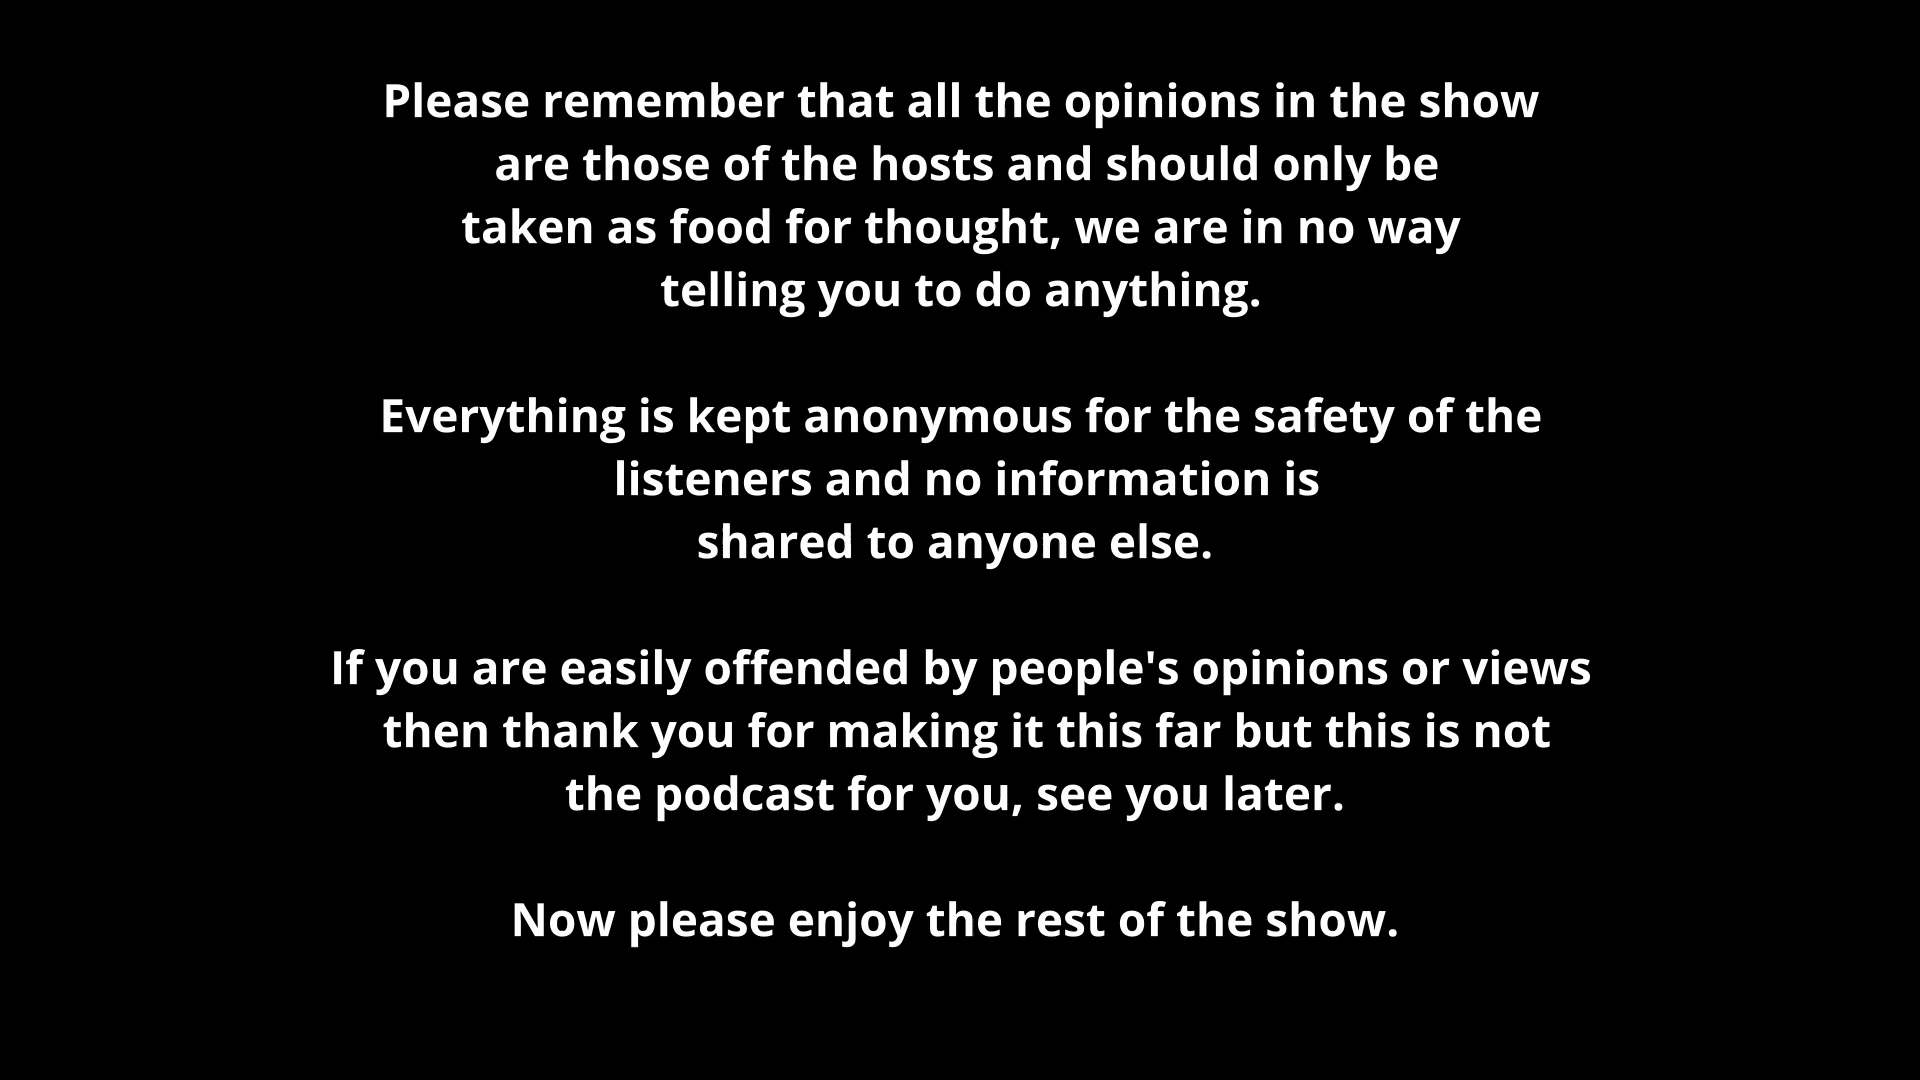 Please remember that all the opinions in the show
are those of the hosts and should only be
taken as food for thought, we are in no way
telling you to do anything.
Everything is kept anonymous for the safety of the
listeners and no information is
shared to anyone else.
If you are easily offended by people's opinions or views
then thank you for making it this far but this is not
the podcast for you, see you later.
Now please enjoy the rest of the show.